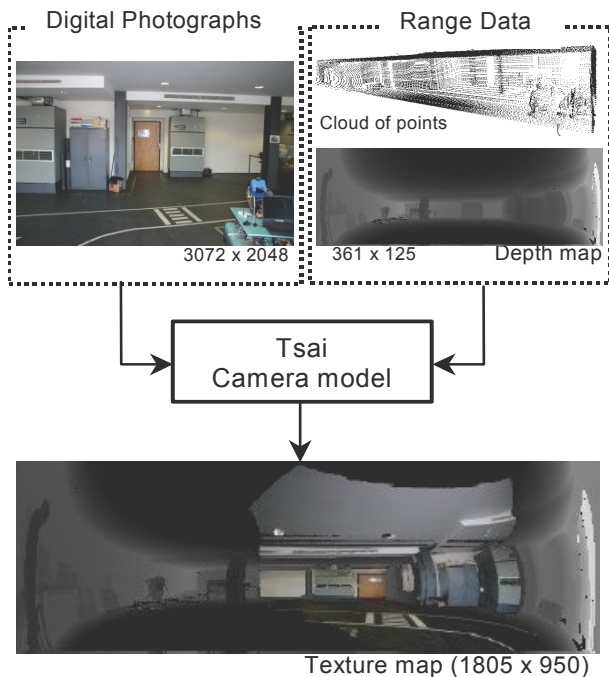 Digital Photographs
Range Data
Cloud of points
3072 x 2048
361 x 125
Depth map
Tsai
Camera model
Texture map (1805 x 950)